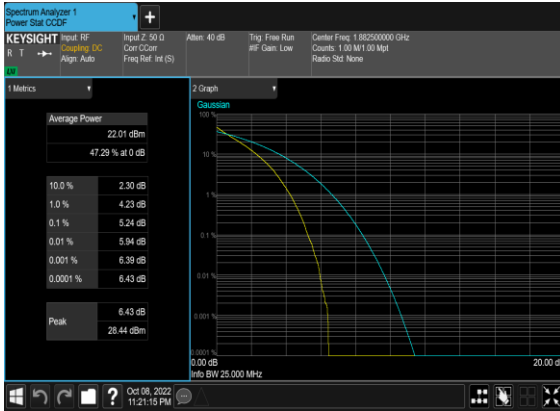 Spectrum Analyzer 1
Power Stat CCDF
+
KEYSIGHT
R T
Input: RF
Coupling: DC
Align: Auto
Input Z: 50 Ω
Corr CCorr
Freq Ref: Int (S)
Atten: 40 dB
Trig: Free Run
#IF Gain: Low
Center Freq: 1.882500000 GHz
Counts: 1.00 M/1.00 Mpt
Radio Std: None
1 Metrics
Average Power
22.01 dBm
47.29 % at 0 dB
10.0 % 2.30 dB
1.0 % 4.23 dB
0.1 % 5.24 dB
0.01 % 5.94 dB
0.001 % 6.39 dB
0.0001 % 6.43 dB
Peak
6.43 dB
28.44 dBm
2 Graph
Gaussian
100 %
10 %
1 %
0.1 %
0.01 %
0.001 %
0.0001 %
0.00 dB
20.00 d
Info BW 25.000 MHz
?
Oct 08, 2022
11:21:15 PM